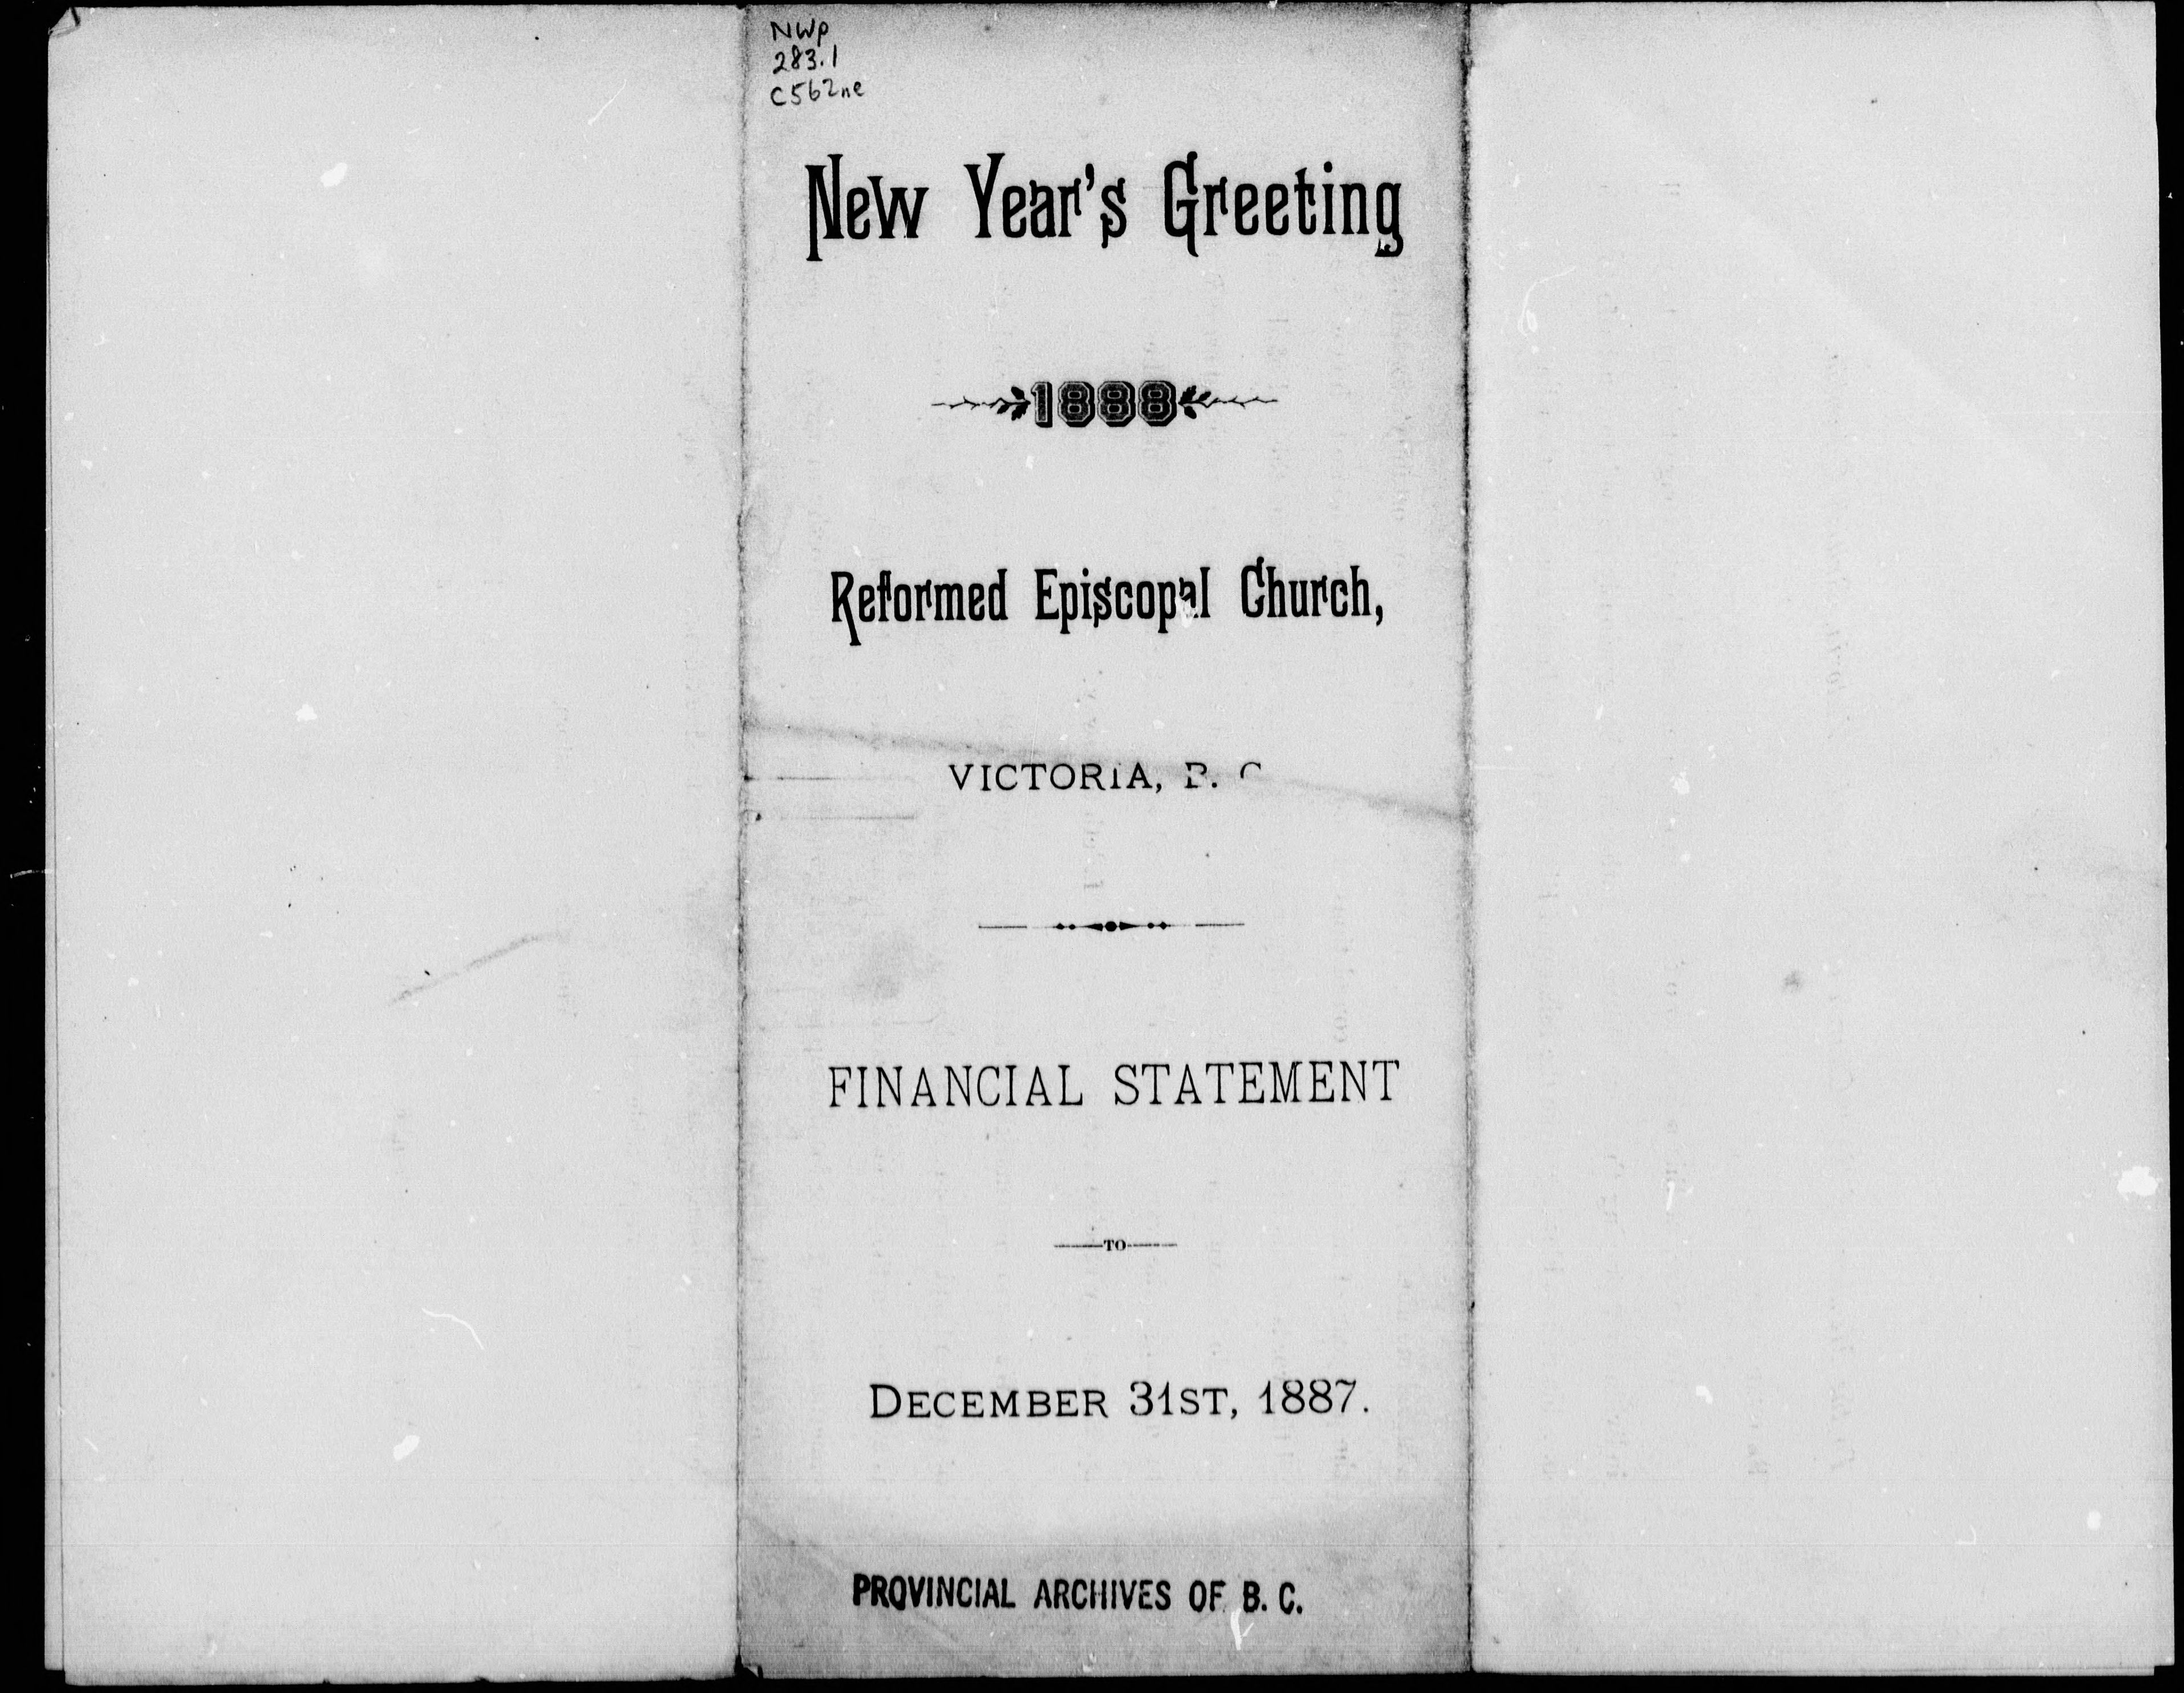 NWp
283.1
C562ne
New Year's Greeting
1888
Reformed Episcopal Church,
VICTORIA, B. C
FINANCIAL STATEMENT
TO
DECEMBER 31ST, 1887.
PROVINCIAL ARCHIVES OF B. C.